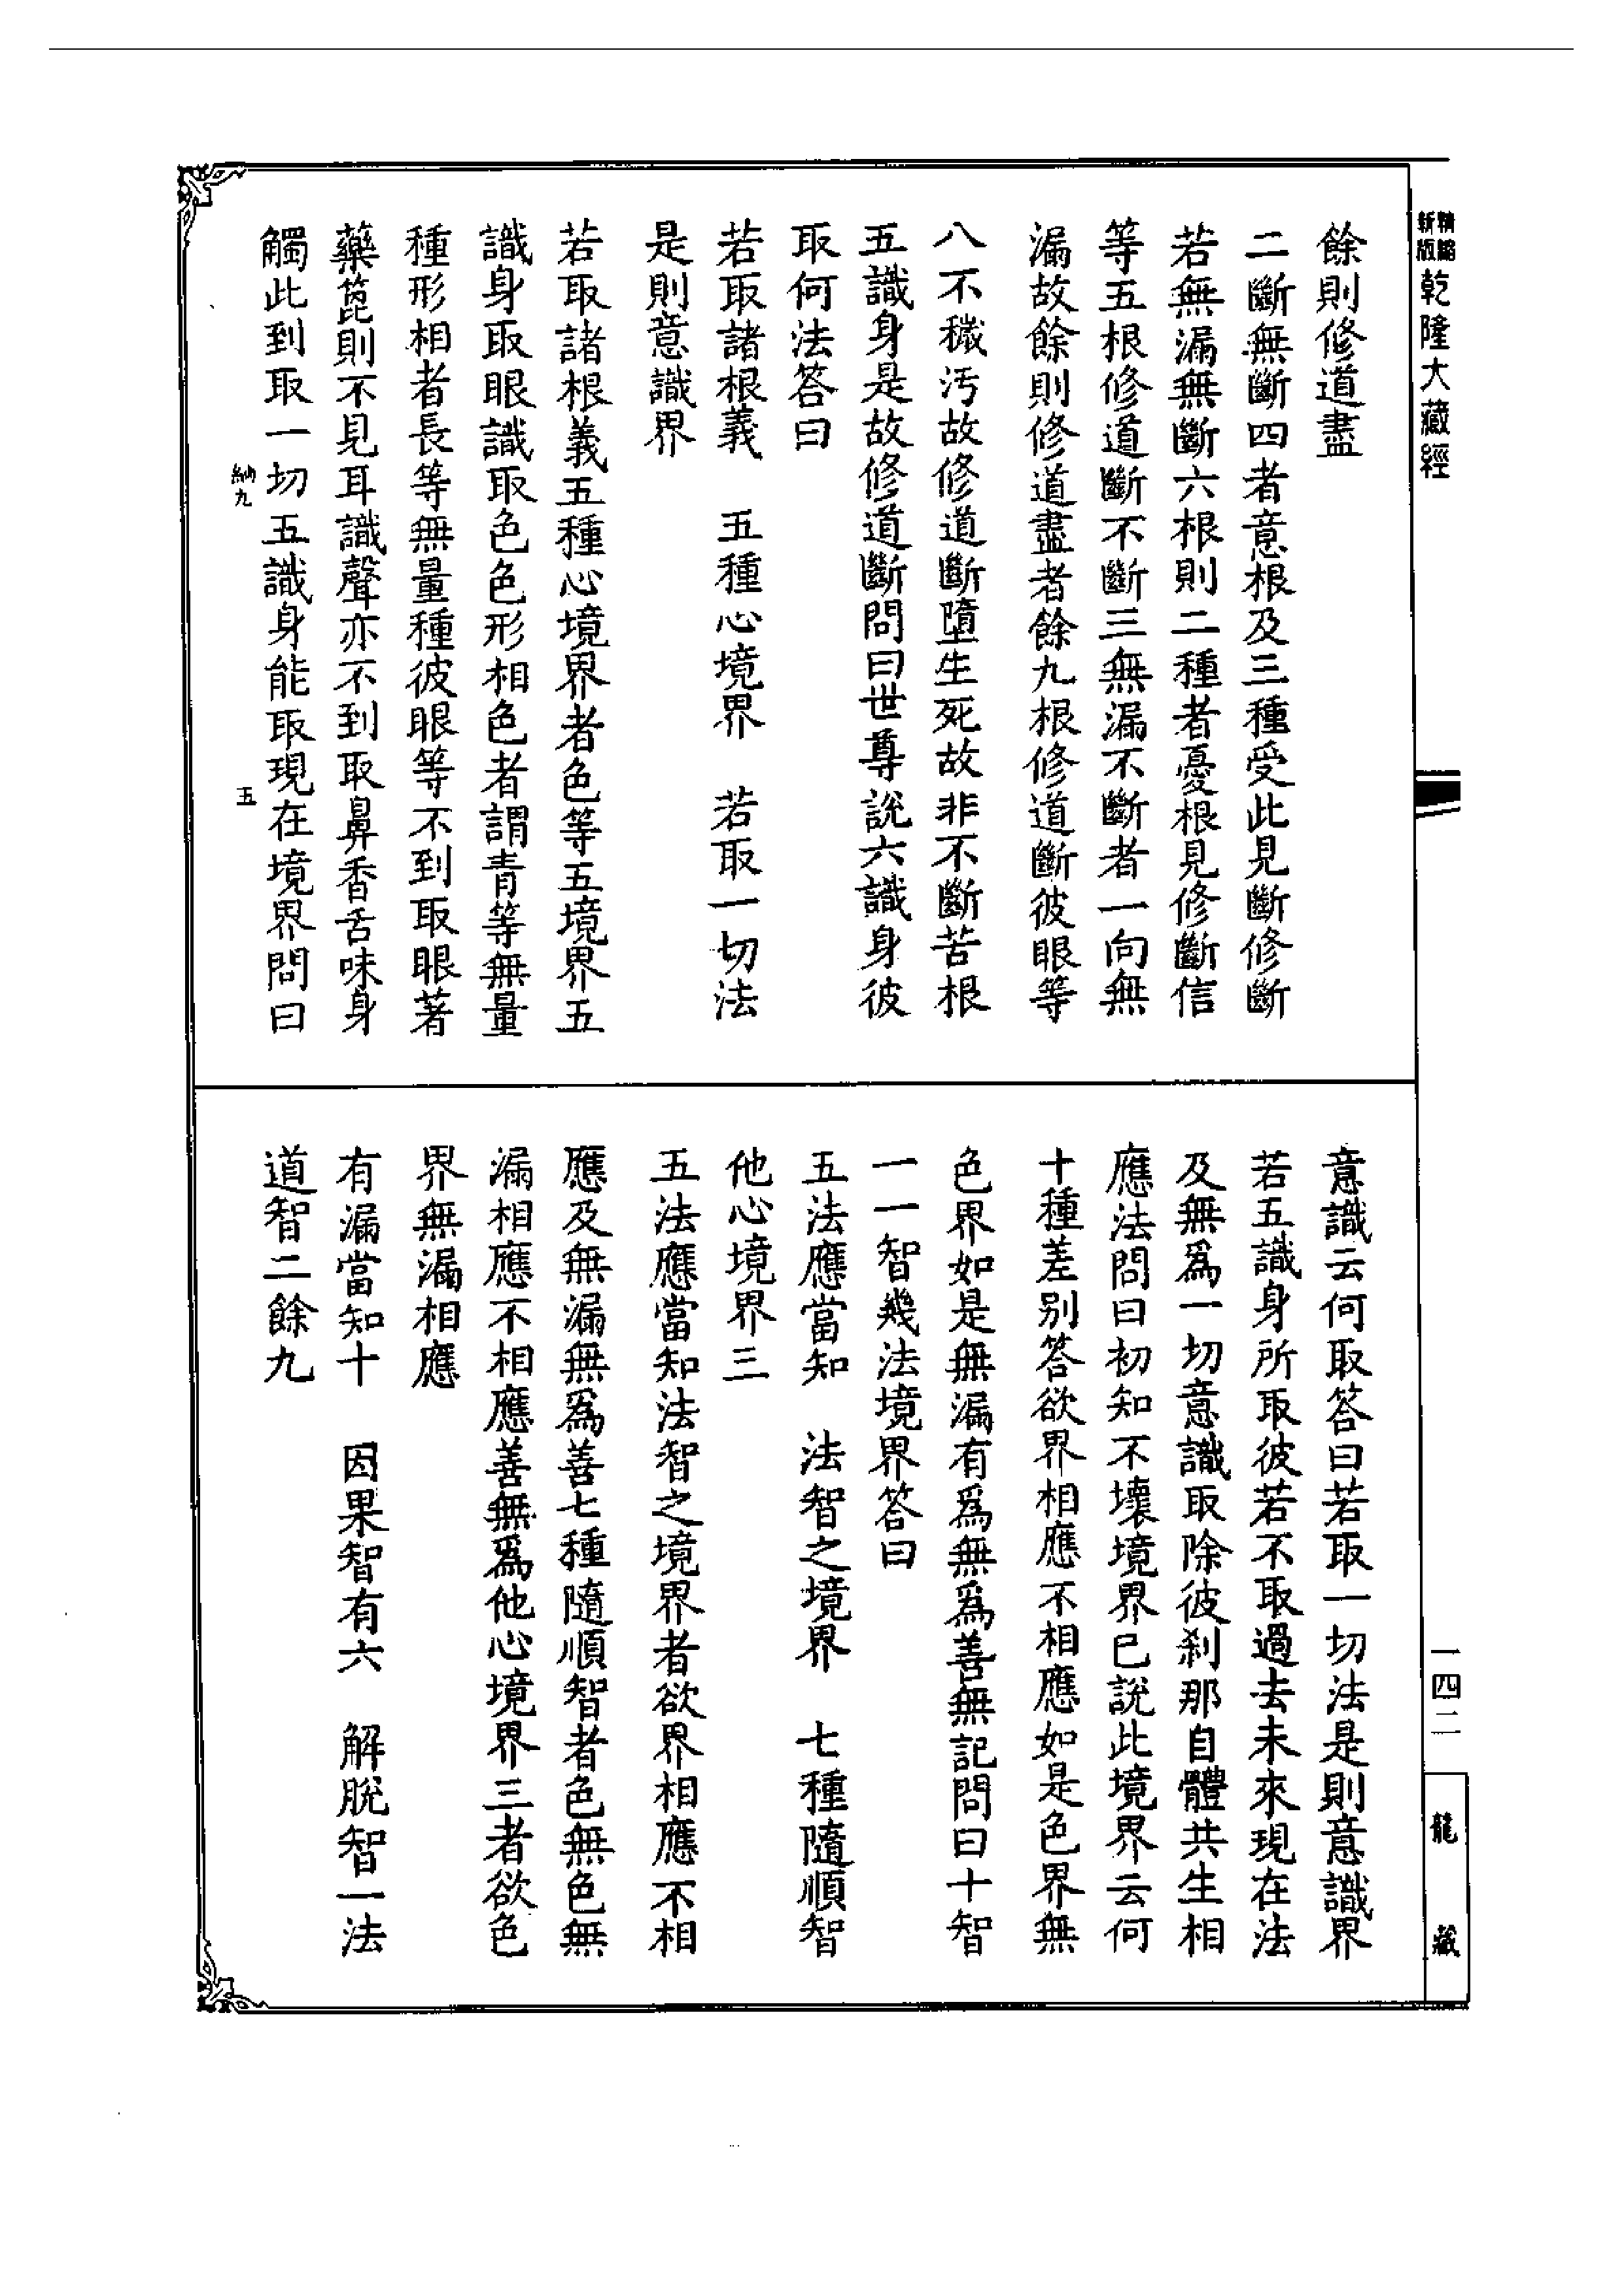 精縮新版乾隆大藏經
餘則修道盡
二斷無斷四者意根及三種受此見斷修斷
若無漏無斷六根則二種者憂根見修斷信
等五根修道斷不斷三無漏不斷者一向無
漏故餘則修道盡者餘九根修道斷彼眼等
八不穢汚故修道斷墮生死故非不斷苦根
五識身是故修道斷問曰世尊說六識身彼
取何法答曰
若取諸根義　五種心境界　若取一切法
是則意識界
若取諸根義五種心境界者色等五境界五
識身取眼識取色色形相色者謂青等無量
種形相者長等無量種彼眼等不到取眼著
藥箆則不見耳識聲亦不到取鼻香舌味身
觸此到取一切五識身能取現在境界問曰
納九　五
意識云何取答曰若取一切法是則意識界
若五識身所取彼若不取過去未來現在法
及無爲一切意識取除彼刹那自體共生相
應法問曰初知不壞境界已說此境界云何
十種差别答欲界相應不相應如是色界無
色界如是無漏有爲無爲善無記問曰十智
一一智幾法境界答曰
五法應當知　法智之境界　七種隨順智
他心境界三
五法應當知法智之境界者欲界相應不相
應及無漏無爲善七種隨順智者色無色無
漏相應不相應善無爲他心境界三者欲色
界無漏相應
有漏當知十　因果智有六　解脫智一法
道智二餘九
一四二
龍藏